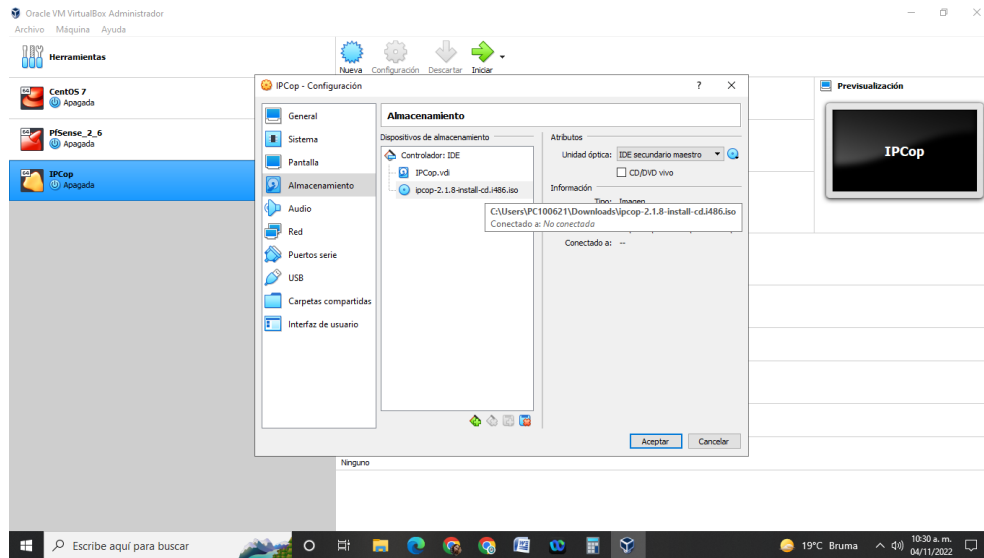 Oracle VM VirtualBox Administrador
Archivo Máquina Ayuda
Herramientas
Nueva Configuración Descartar Iniciar
64 CentOS 7
Apagada
64 PfSense_2_6
Apagada
64 IPCop
Apagada
Previsualización
IPCop
IPCop - Configuración
General
Sistema
Pantalla
Almacenamiento
Audio
Red
Puertos serie
USB
Carpetas compartidas
Interfaz de usuario
Almacenamiento
Dispositivos de almacenamiento
Controlador: IDE
IPCop.vdi
ipcop-2.1.8-install-cd.i486.iso
Atributos
Unidad óptica: IDE secundario maestro
CD/DVD vivo
Información
Tipo: Imagen
C:\Users\PC100621\Downloads\ipcop-2.1.8-install-cd.i486.iso
Conectado a: No conectada
Conectado a: --
Aceptar Cancelar
Ninguno
Escribe aquí para buscar
19°C Bruma
10:30 a. m.
04/11/2022